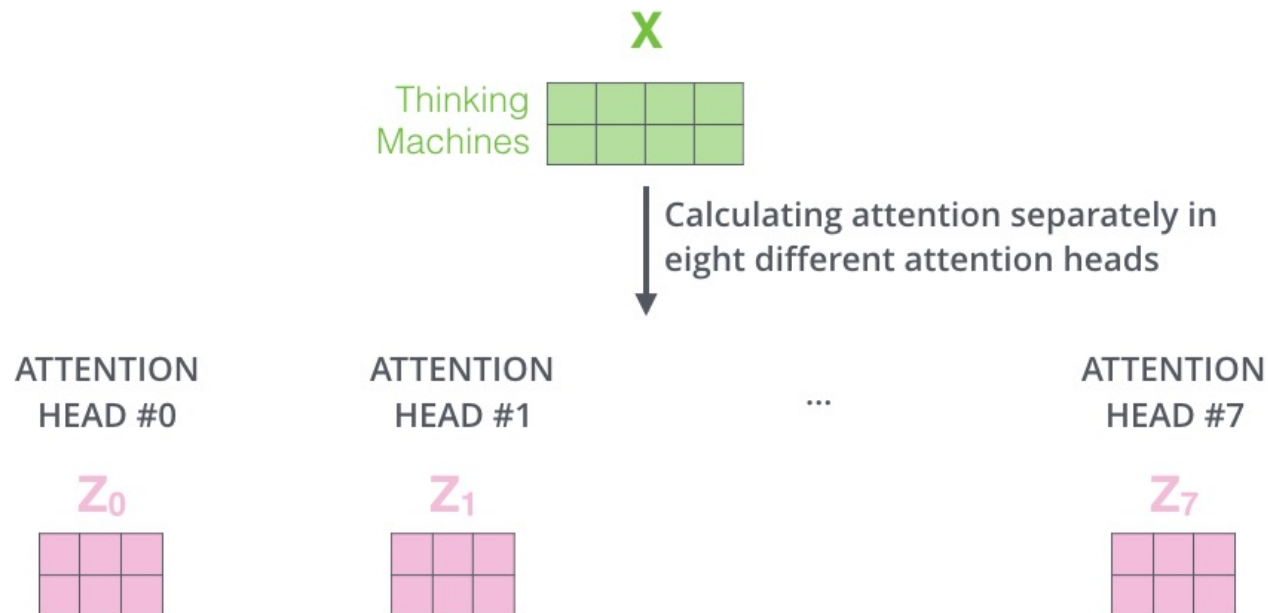 X
Thinking
Machines
Calculating attention separately in
eight different attention heads
ATTENTION
HEAD #0
ATTENTION
HEAD #1
...
ATTENTION
HEAD #7
Z₀
Z₁
Z₇